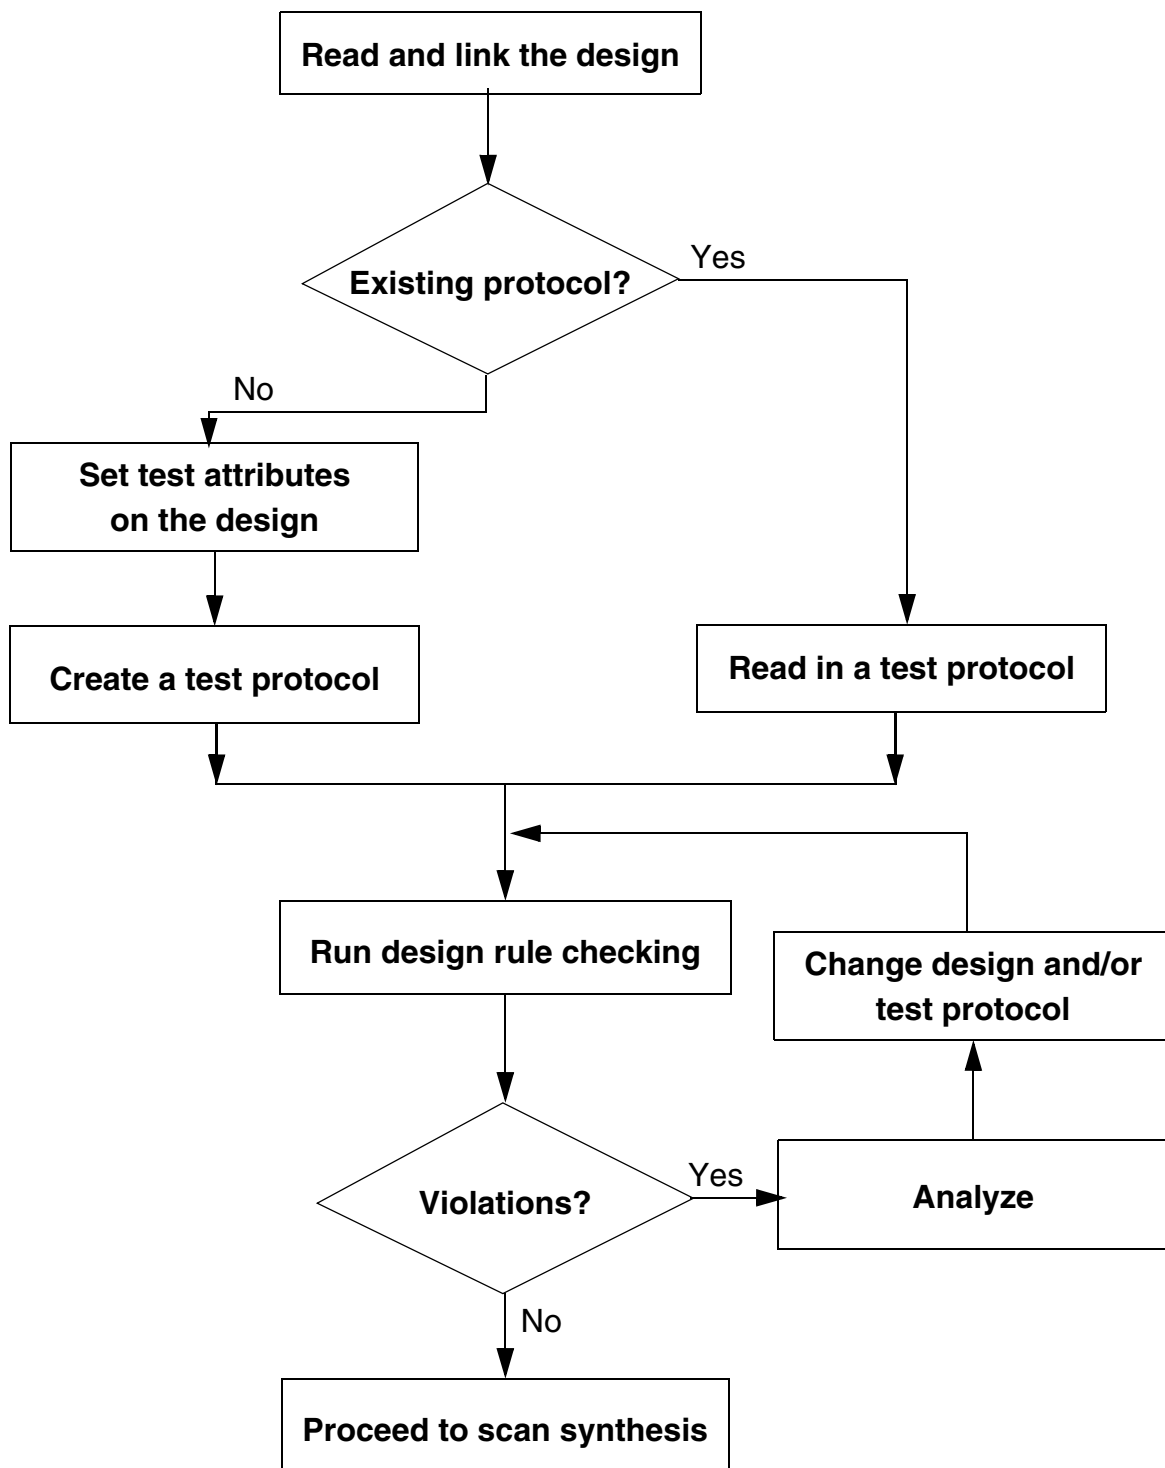 Read and link the design
Existing protocol?
Yes
No
Set test attributes
on the design
Create a test protocol
Read in a test protocol
Run design rule checking
Change design and/or
test protocol
Violations?
Yes
Analyze
No
Proceed to scan synthesis